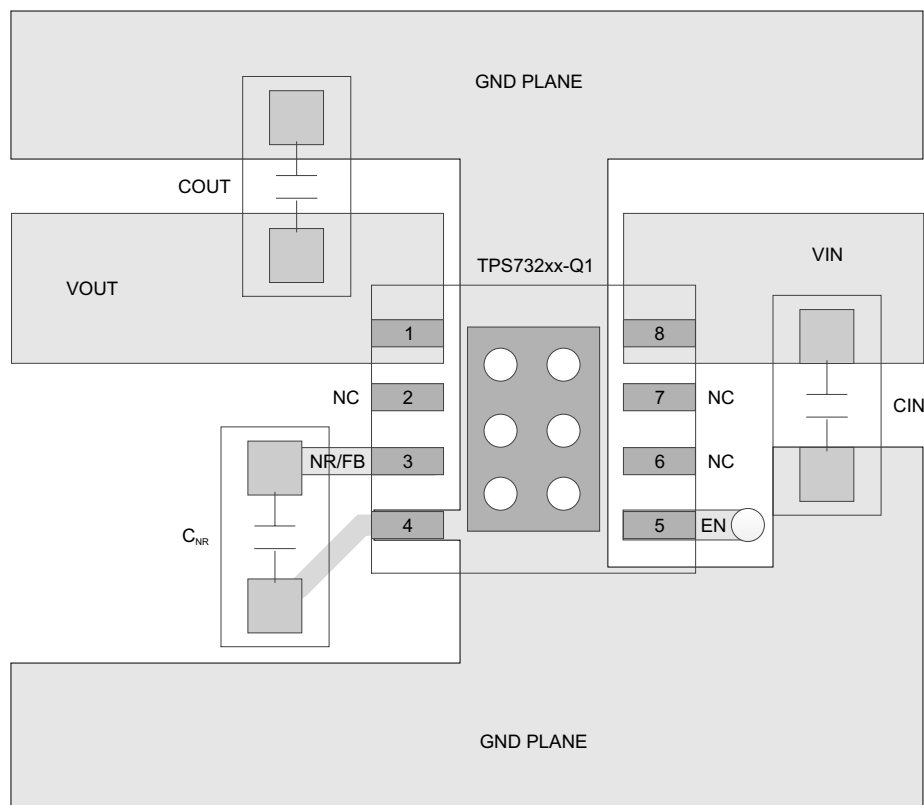 GND PLANE
COUT
TPS732xx-Q1
VIN
VOUT
1
8
NC
2
7
NC
CIN
NR/FB
3
6
NC
CNR
4
5
EN
GND PLANE